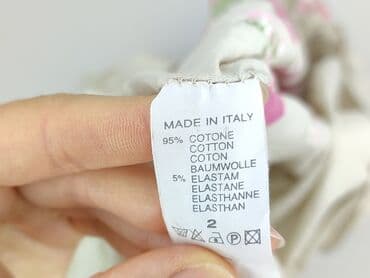 MADE IN ITALY
95% COTONE
COTTON
COTON
BAUMWOLLE
5% ELASTAM
ELASTANE
ELASTHANNE
ELASTHAN
2
P